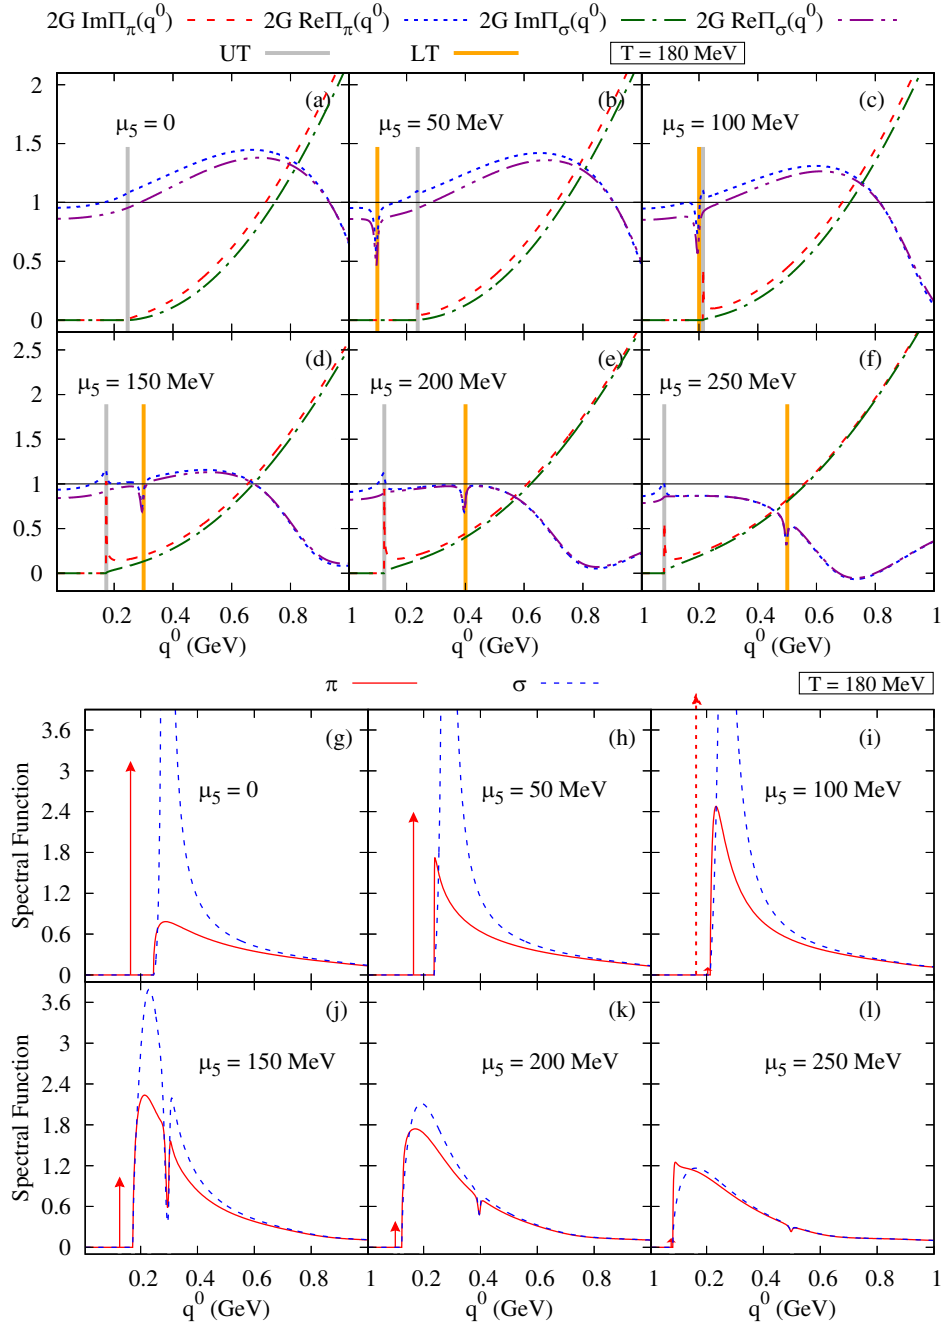 2G ImΠπ(q⁰) 2G ReΠπ(q⁰) 2G ImΠσ(q⁰) 2G ReΠσ(q⁰)
UT LT T = 180 MeV
(a) (b) (c)
μ₅ = 0 μ₅ = 50 MeV μ₅ = 100 MeV
2
1.5
1
0.5
0
(d) (e) (f)
μ₅ = 150 MeV μ₅ = 200 MeV μ₅ = 250 MeV
2.5
2
1.5
1
0.5
0
0.2 0.4 0.6 0.8 1 0.2 0.4 0.6 0.8 1 0.2 0.4 0.6 0.8 1
q⁰ (GeV) q⁰ (GeV) q⁰ (GeV)
π σ T = 180 MeV
(g) (h) (i)
μ₅ = 0 μ₅ = 50 MeV μ₅ = 100 MeV
Spectral Function
3.6
3
2.4
1.8
1.2
0.6
0
(j) (k) (l)
μ₅ = 150 MeV μ₅ = 200 MeV μ₅ = 250 MeV
Spectral Function
3.6
3
2.4
1.8
1.2
0.6
0
0.2 0.4 0.6 0.8 1 0.2 0.4 0.6 0.8 1 0.2 0.4 0.6 0.8 1
q⁰ (GeV) q⁰ (GeV) q⁰ (GeV)